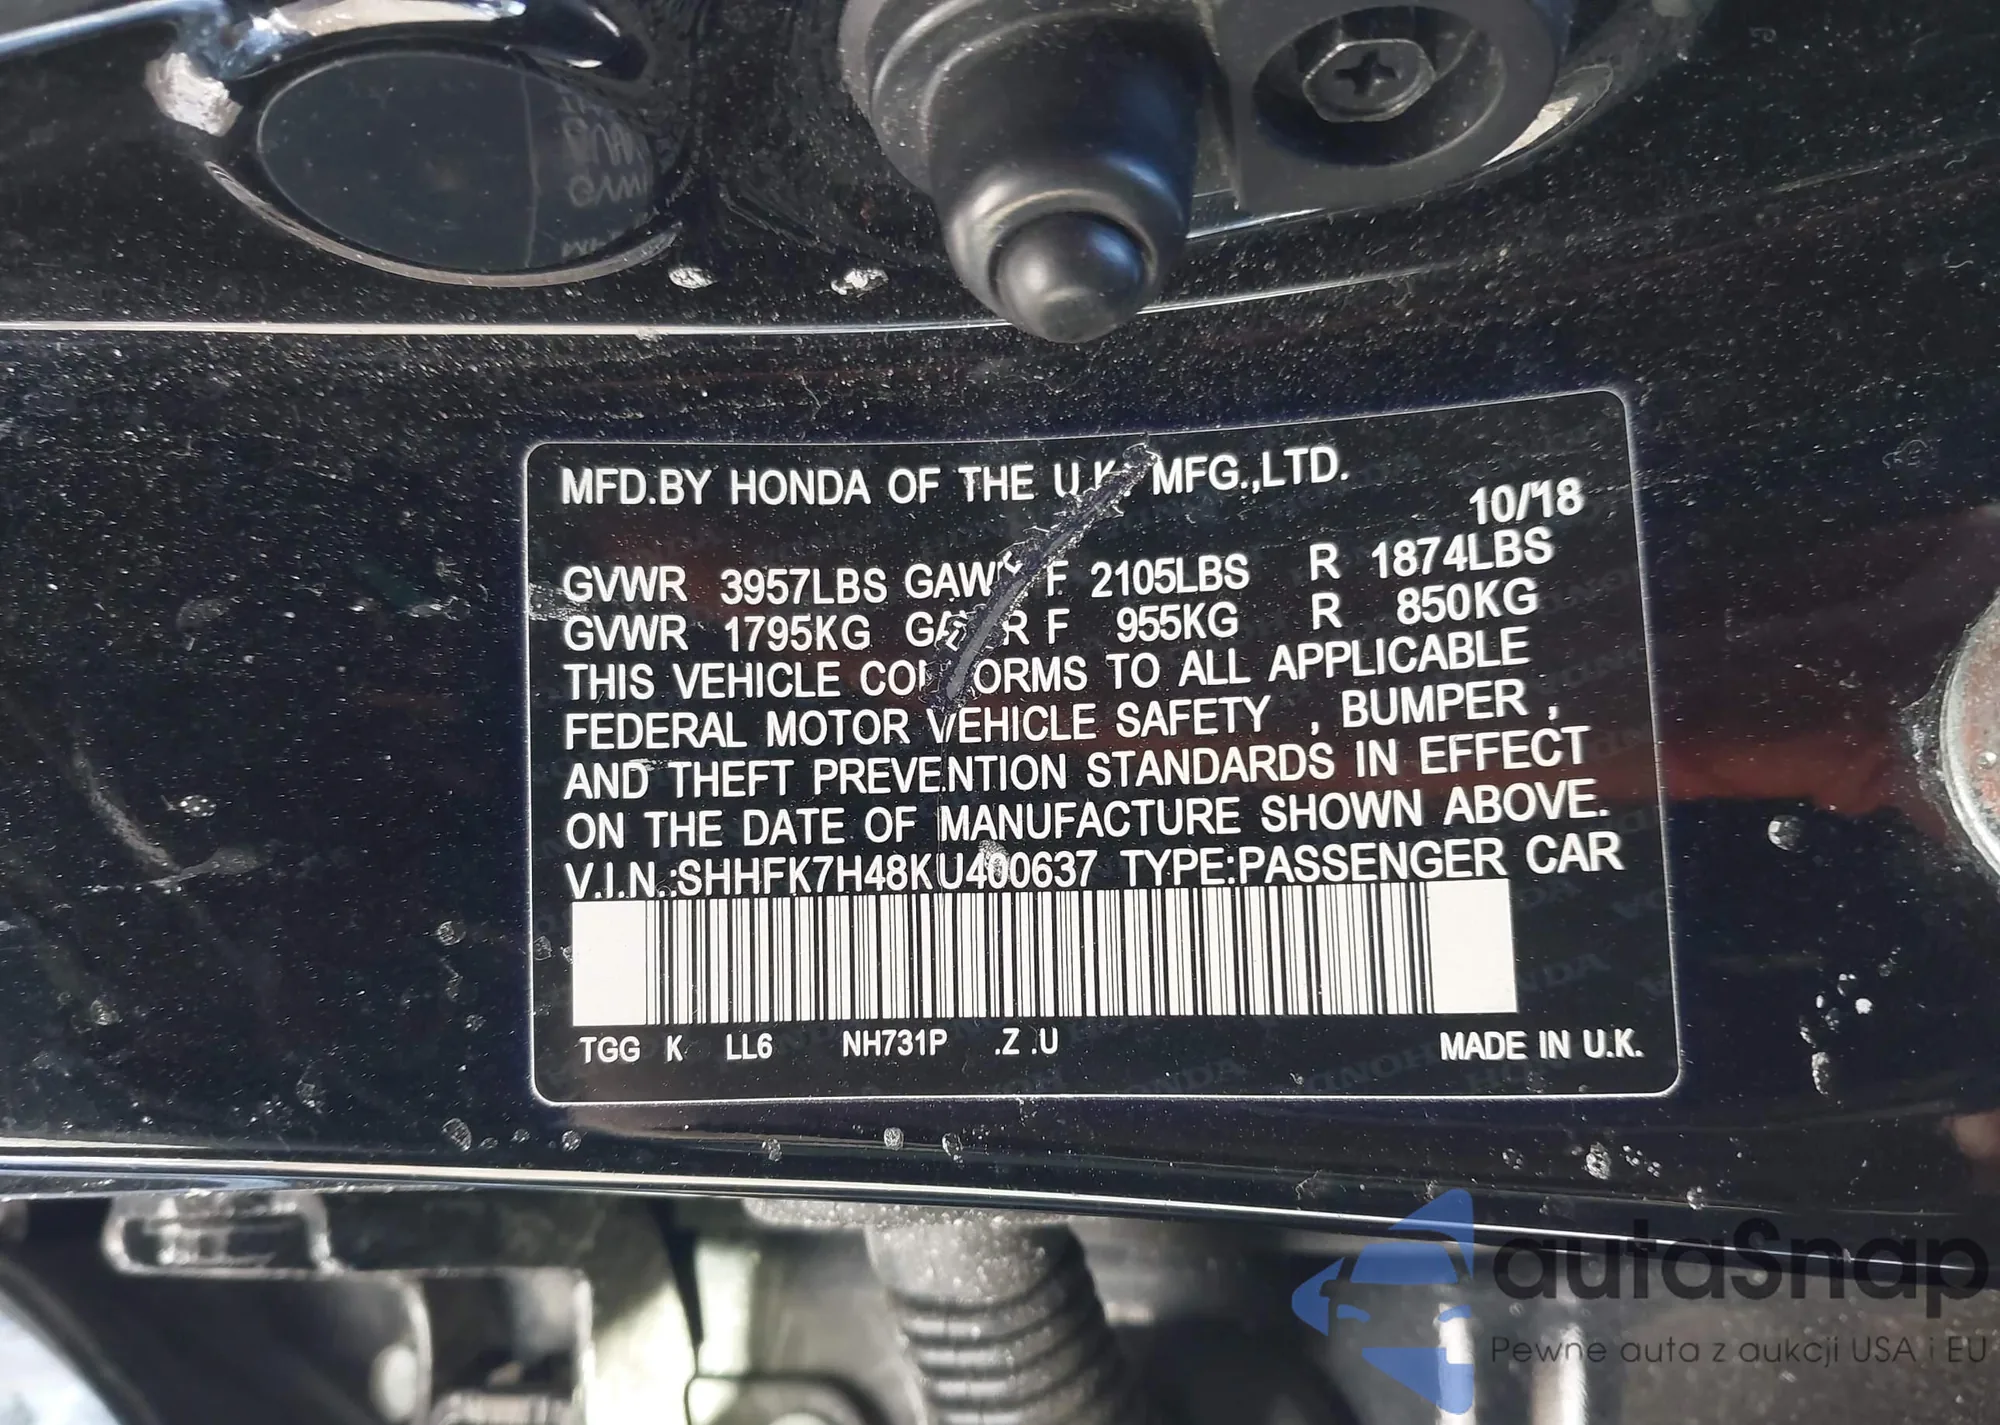 MFD.BY HONDA OF THE U.K. MFG.,LTD.
10/'18
GVWR 3957LBS GAWR F 2105LBS R 1874LBS
GVWR 1795KG GAWR F 955KG R 850KG
THIS VEHICLE CONFORMS TO ALL APPLICABLE
FEDERAL MOTOR VEHICLE SAFETY , BUMPER ,
AND THEFT PREVENTION STANDARDS IN EFFECT
ON THE DATE OF MANUFACTURE SHOWN ABOVE.
V.I.N.:SHHFK7H48KU400637 TYPE:PASSENGER CAR
TGG K LL6 NH731P .Z .U MADE IN U.K.
autaSnap
Pewne auta z aukcji USA i EU